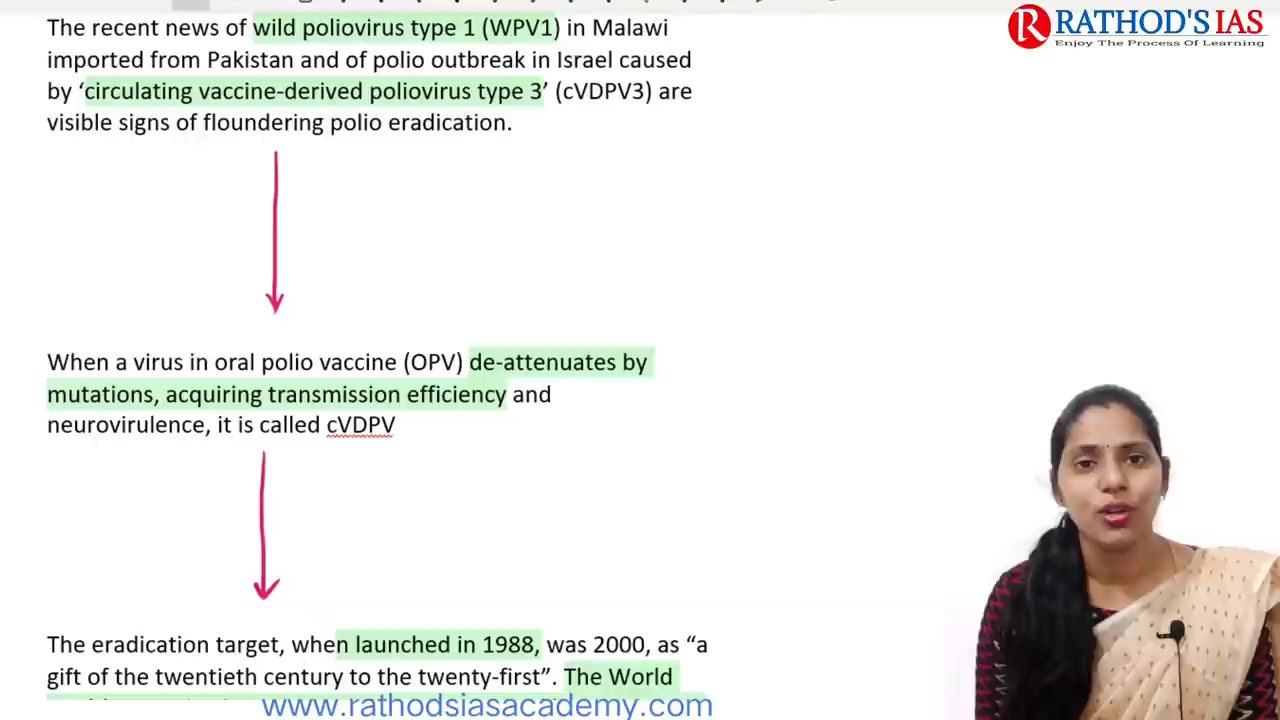 RATHOD'S IAS
Enjoy The Process Of Learning
The recent news of wild poliovirus type 1 (WPV1) in Malawi
imported from Pakistan and of polio outbreak in Israel caused
by ‘circulating vaccine-derived poliovirus type 3’ (cVDPV3) are
visible signs of floundering polio eradication.
When a virus in oral polio vaccine (OPV) de-attenuates by
mutations, acquiring transmission efficiency and
neurovirulence, it is called cVDPV
The eradication target, when launched in 1988, was 2000, as “a
gift of the twentieth century to the twenty-first”. The World
www.rathodsiasacademy.com